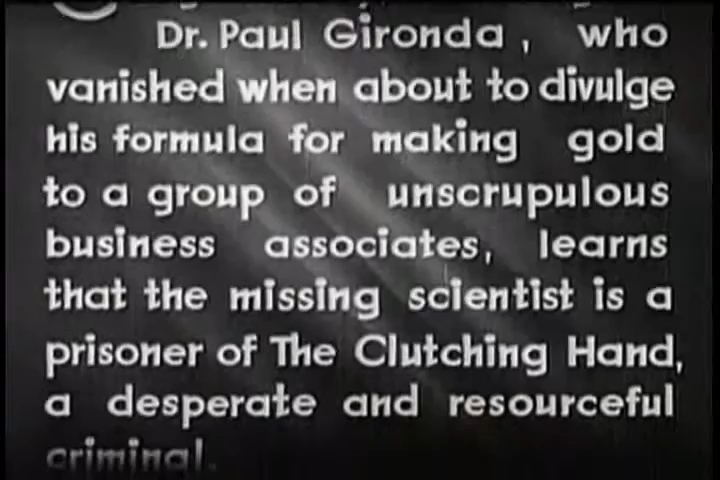 Dr. Paul Gironda, who
vanished when about to divulge
his formula for making gold
to a group of unscrupulous
business associates, learns
that the missing scientist is a
prisoner of The Clutching Hand,
a desperate and resourceful
criminal.